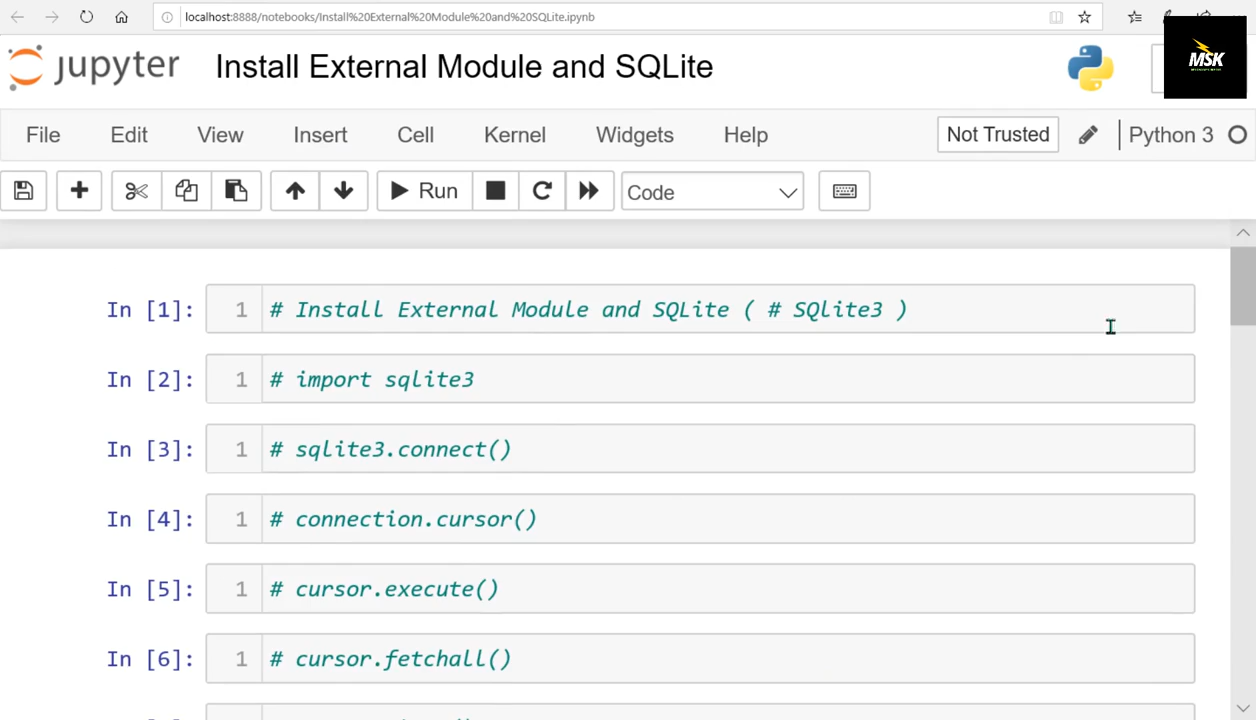 localhost:8888/notebooks/Install%20External%20Module%20and%20SQLite.ipynb
jupyter Install External Module and SQLite
MSK
File Edit View Insert Cell Kernel Widgets Help Not Trusted Python 3
Run Code
In [1]: 1 # Install External Module and SQLite ( # SQlite3 )
In [2]: 1 # import sqlite3
In [3]: 1 # sqlite3.connect()
In [4]: 1 # connection.cursor()
In [5]: 1 # cursor.execute()
In [6]: 1 # cursor.fetchall()